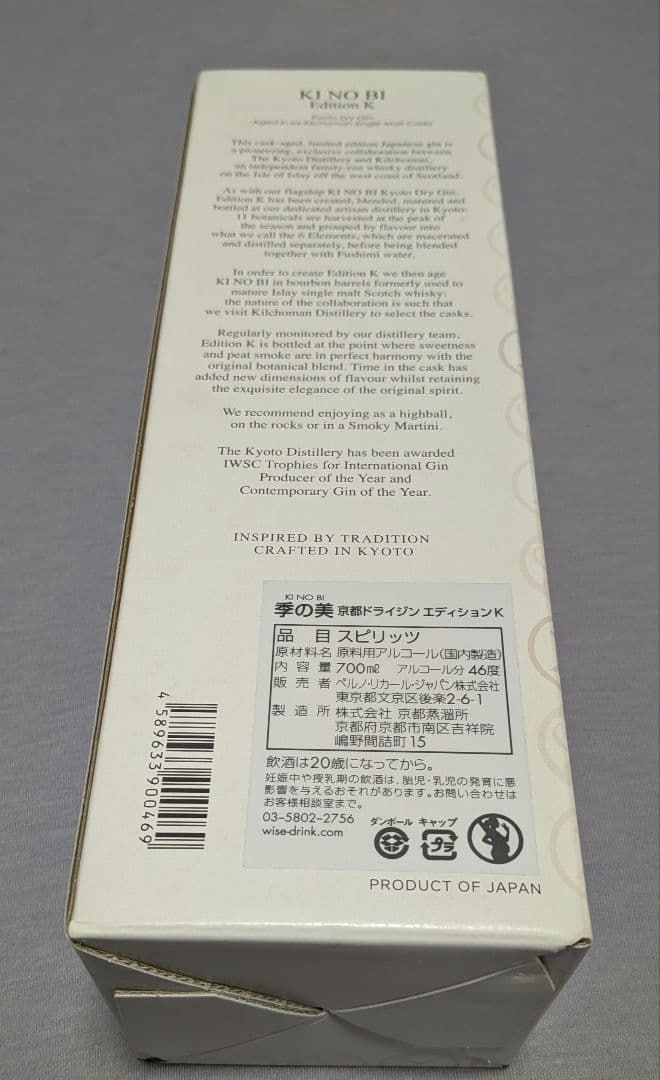 KI NO BI
Edition K
Kyoto Dry Gin
Aged in ex-Kilchoman Single Malt Casks
This cask-aged, limited edition Japanese gin is
a pioneering, exclusive collaboration between
The Kyoto Distillery and Kilchoman,
an independent family-run whisky distillery
on the Isle of Islay off the west coast of Scotland.
As with our flagship KI NO BI Kyoto Dry Gin,
Edition K has been created, blended, matured and
bottled at our dedicated artisan distillery in Kyoto:
11 botanicals are harvested at the peak of
the season and grouped by flavour into
what we call the 6 Elements, which are macerated
and distilled separately, before being blended
together with Fushimi water.
In order to create Edition K we then age
KI NO BI in bourbon barrels formerly used to
mature Islay single malt Scotch whisky:
the nature of the collaboration is such that
we visit Kilchoman Distillery to select the casks.
Regularly monitored by our distillery team,
Edition K is bottled at the point where sweetness
and peat smoke are in perfect harmony with the
original botanical blend. Time in the cask has
added new dimensions of flavour whilst retaining
the exquisite elegance of the original spirit.
We recommend enjoying as a highball,
on the rocks or in a Smoky Martini.
The Kyoto Distillery has been awarded
IWSC Trophies for International Gin
Producer of the Year and
Contemporary Gin of the Year.
INSPIRED BY TRADITION
CRAFTED IN KYOTO
KI NO BI
季の美 京都ドライジン エディションK
品 目 スピリッツ
原材料名 原料用アルコール(国内製造)
内 容 量 700㎖ アルコール分 46度
販 売 者 ペルノ・リカール・ジャパン株式会社
東京都文京区後楽2-6-1
製 造 所 株式会社 京都蒸溜所
京都府京都市南区吉祥院
嶋野間詰町15
飲酒は20歳になってから。
妊娠中や授乳期の飲酒は、胎児・乳児の発育に悪
影響を与えるおそれがあります。お問い合わせは
お客様相談室まで。
03-5802-2756
wise-drink.com
ダンボール キャップ
プラ
4589633900469
PRODUCT OF JAPAN